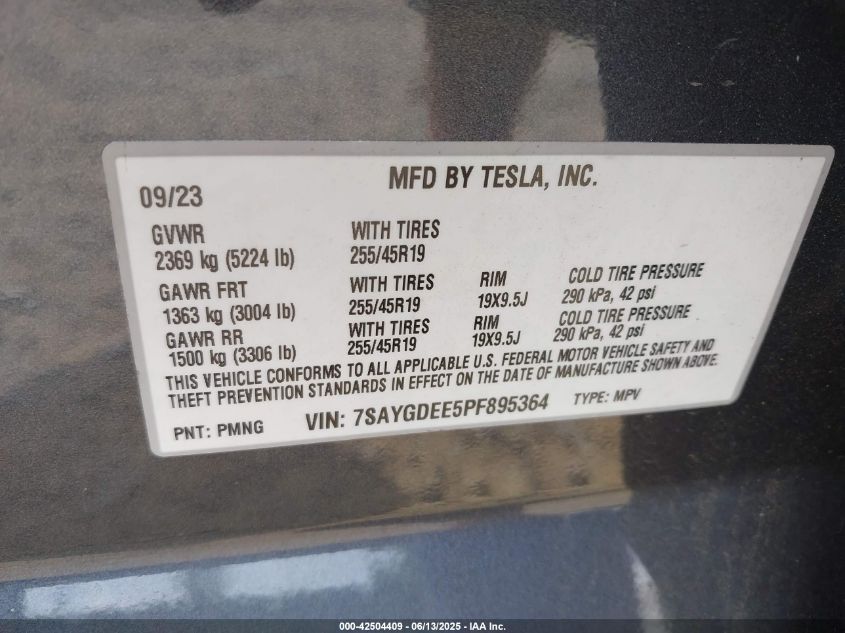 09/23
MFD BY TESLA, INC.
GVWR WITH TIRES
2369 kg (5224 lb) 255/45R19
GAWR FRT WITH TIRES RIM COLD TIRE PRESSURE
1363 kg (3004 lb) 255/45R19 19X9.5J 290 kPa, 42 psi
GAWR RR WITH TIRES RIM COLD TIRE PRESSURE
1500 kg (3306 lb) 255/45R19 19X9.5J 290 kPa, 42 psi
THIS VEHICLE CONFORMS TO ALL APPLICABLE U.S. FEDERAL MOTOR VEHICLE SAFETY AND
THEFT PREVENTION STANDARDS IN EFFECT ON THE DATE OF MANUFACTURE SHOWN ABOVE.
PNT: PMNG VIN: 7SAYGDEE5PF895364 TYPE: MPV
000-42504409 - 06/13/2025 - IAA Inc.